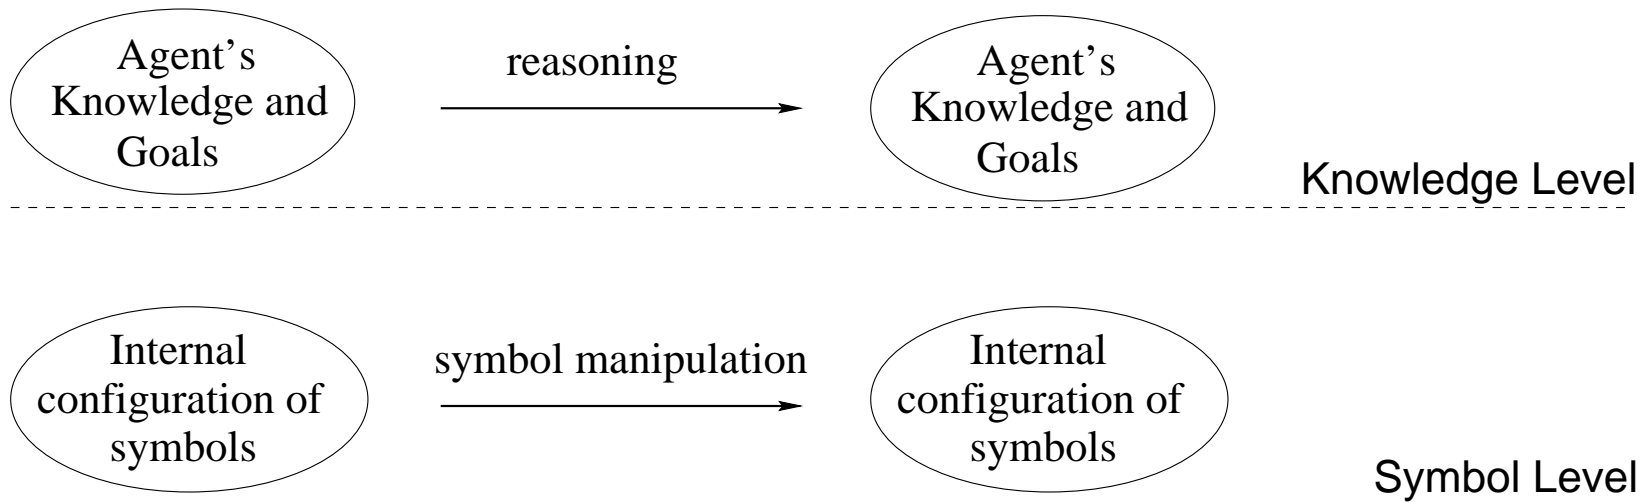 Agent's
Knowledge and
Goals
reasoning
Agent's
Knowledge and
Goals
Knowledge Level
Internal
configuration of
symbols
symbol manipulation
Internal
configuration of
symbols
Symbol Level